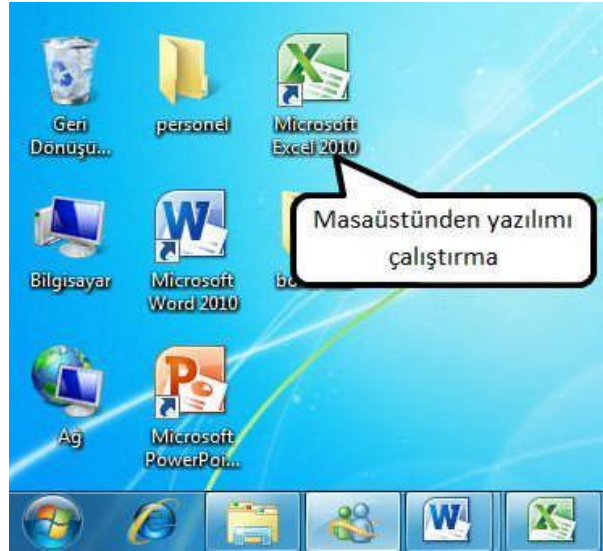 Geri
Dönüşü...
personel
Microsoft
Excel 2010
Masaüstünden yazılımı
çalıştırma
Bilgisayar
Microsoft
Word 2010
Ağ
Microsoft
PowerPoi...